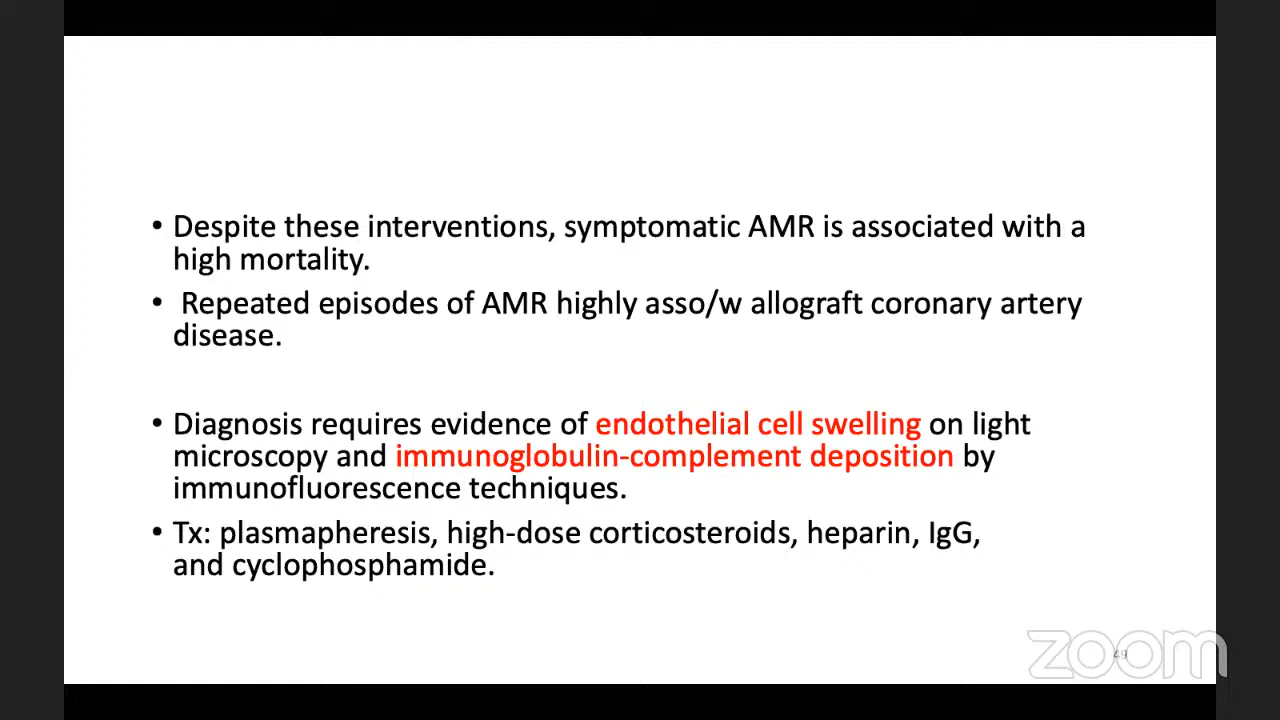 • Despite these interventions, symptomatic AMR is associated with a
high mortality.
• Repeated episodes of AMR highly asso/w allograft coronary artery
disease.
• Diagnosis requires evidence of endothelial cell swelling on light
microscopy and immunoglobulin-complement deposition by
immunofluorescence techniques.
• Tx: plasmapheresis, high-dose corticosteroids, heparin, IgG,
and cyclophosphamide.
49
zoom